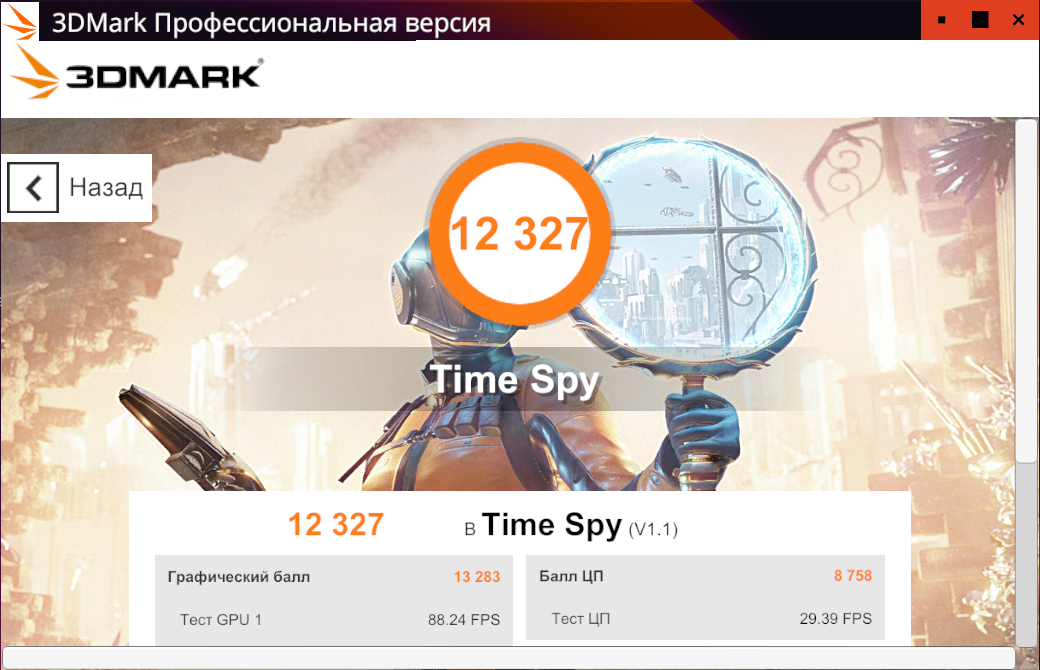 3DMark Профессиональная версия
3DMARK®
Назад
12 327
Time Spy
12 327 в Time Spy (V1.1)
Графический балл 13 283
Тест GPU 1 88.24 FPS
Балл ЦП 8 758
Тест ЦП 29.39 FPS